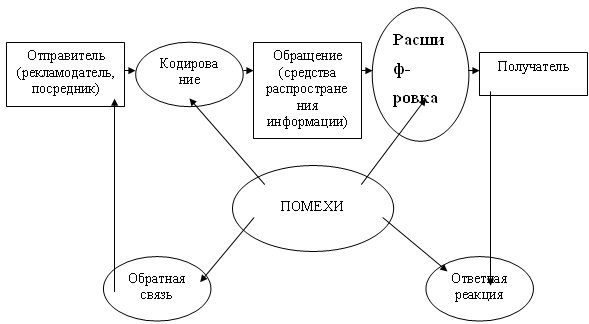 Отправитель
(рекламодатель,
посредник)
Кодирова
ние
Обращение
(средства
распростране
ния
информации)
Расши
ф-
ровка
Получатель
ПОМЕХИ
Обратная
связь
Ответная
реакция